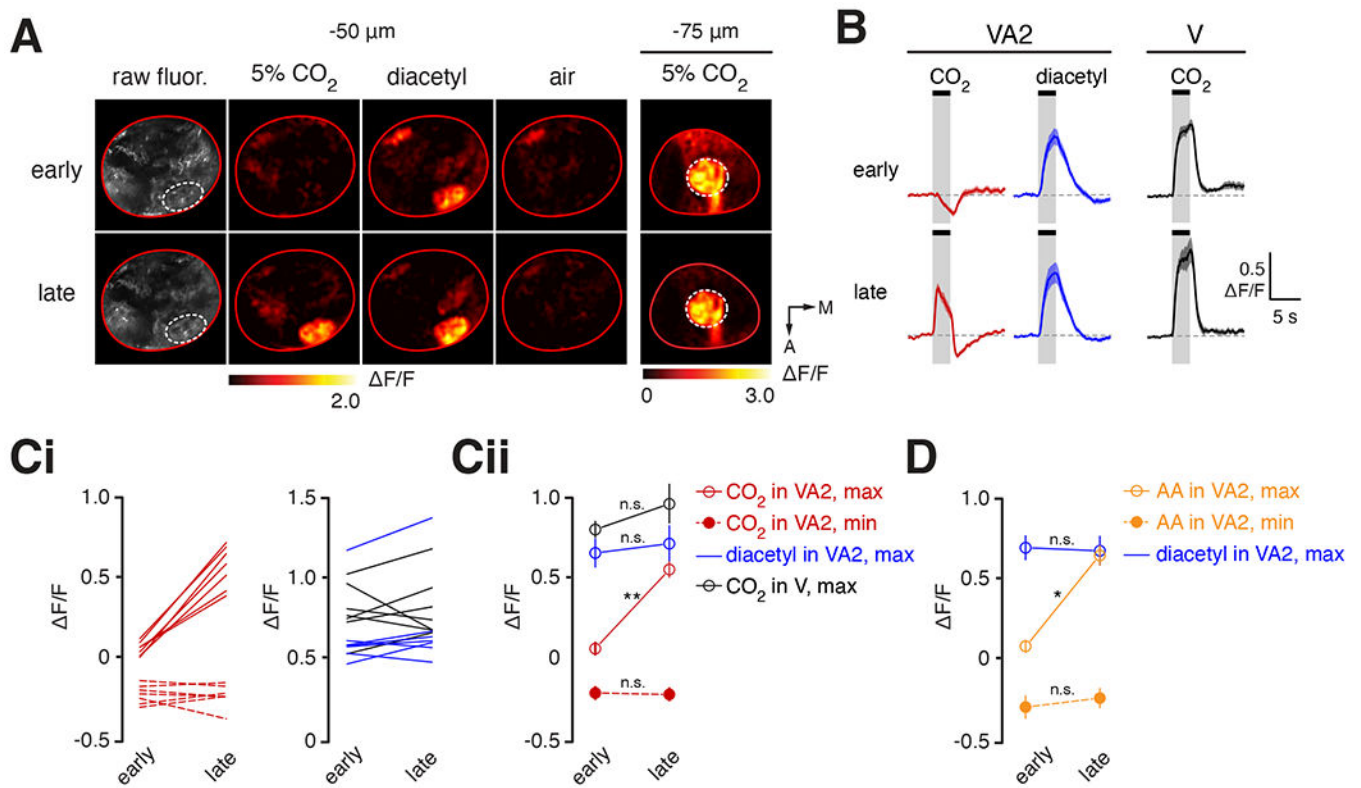 A
-50 µm
-75 µm
raw fluor.
5% CO2
diacetyl
air
5% CO2
early
late
M
A
ΔF/F
2.0
ΔF/F
0
3.0
B
VA2
V
CO2
diacetyl
CO2
early
late
0.5
ΔF/F
5 s
Ci
1.0
0.5
0
-0.5
ΔF/F
early
late
1.5
1.0
0.5
0
ΔF/F
early
late
Cii
1.0
0.5
0
-0.5
ΔF/F
n.s.
n.s.
**
n.s.
early
late
CO2 in VA2, max
CO2 in VA2, min
diacetyl in VA2, max
CO2 in V, max
D
1.0
0.5
0
-0.5
ΔF/F
n.s.
*
n.s.
early
late
AA in VA2, max
AA in VA2, min
diacetyl in VA2, max